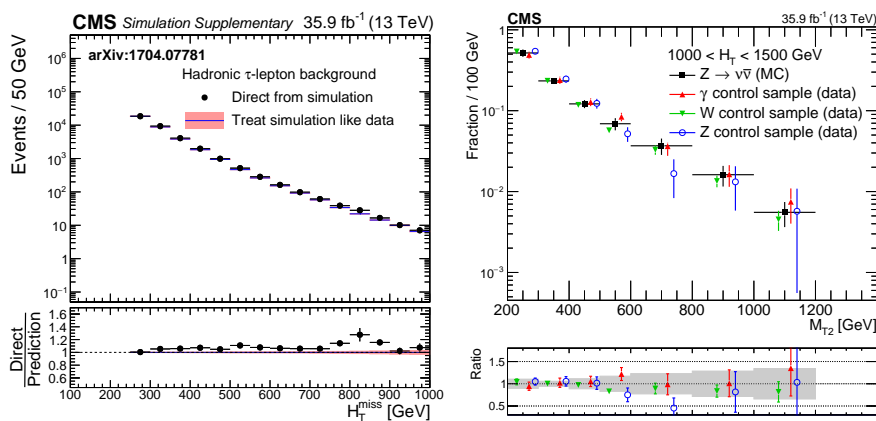 CMS Simulation Supplementary 35.9 fb⁻¹ (13 TeV)
arXiv:1704.07781
Hadronic τ-lepton background
Direct from simulation
Treat simulation like data
Events / 50 GeV
10⁶
10⁵
10⁴
10³
10²
10
1
10⁻¹
Direct
Prediction
1.6
1.4
1.2
1.0
0.8
0.6
100 200 300 400 500 600 700 800 900 1000
H_T^miss [GeV]
CMS 35.9 fb⁻¹ (13 TeV)
1000 < H_T < 1500 GeV
Z → νν̄ (MC)
γ control sample (data)
W control sample (data)
Z control sample (data)
Fraction / 100 GeV
1
10⁻¹
10⁻²
10⁻³
200 400 600 800 1000 1200
M_T2 [GeV]
Ratio
1.5
1.0
0.5